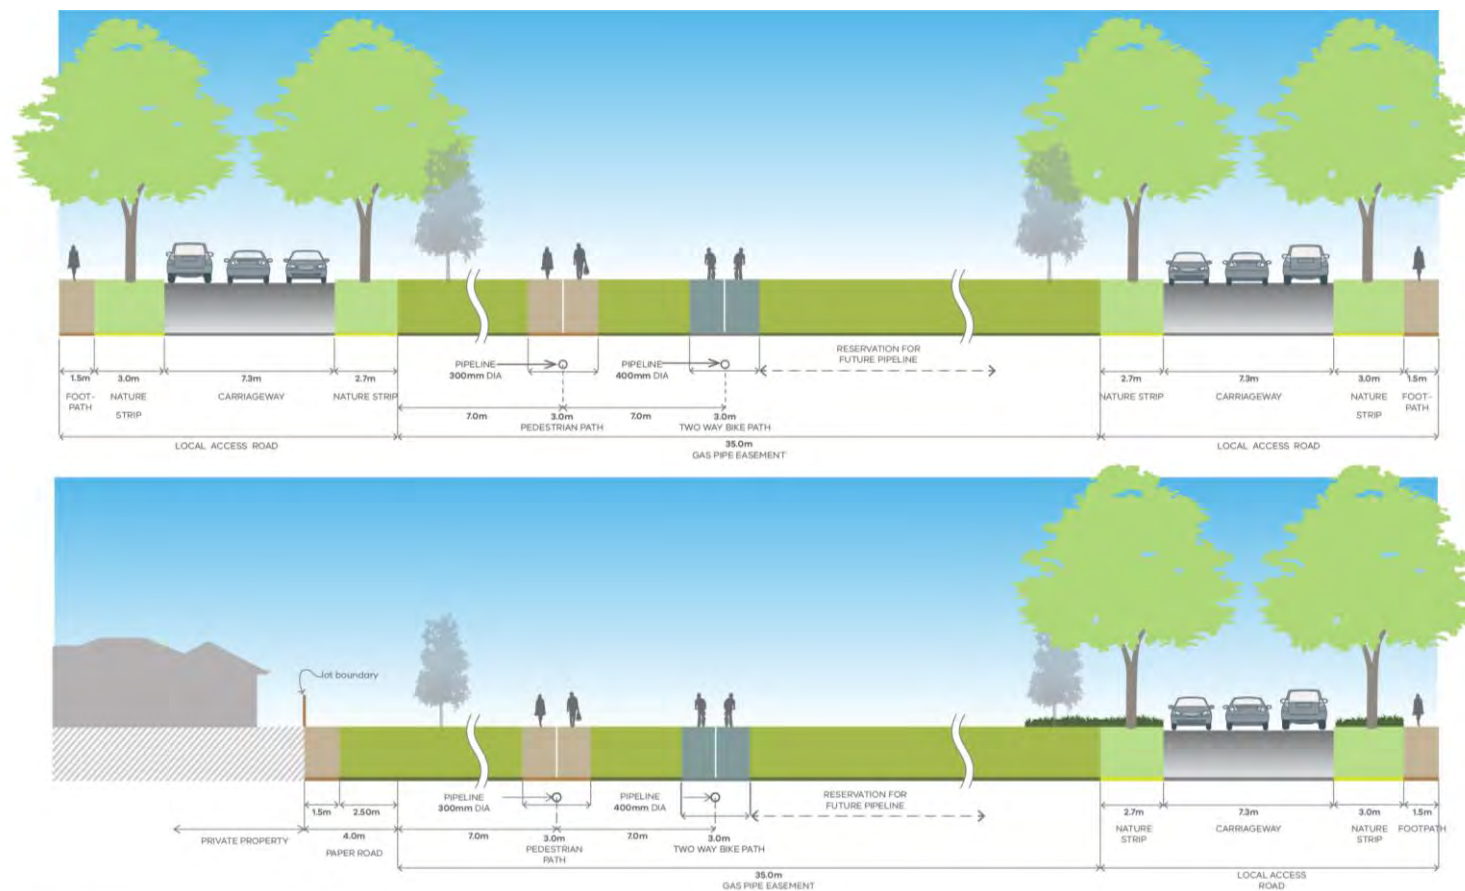 RESERVATION FOR
FUTURE PIPELINE
PIPELINE
300mm DIA
PIPELINE
400mm DIA
1.5m
3.0m
7.3m
2.7m
2.7m
7.3m
3.0m
1.5m
FOOT-
PATH
NATURE
STRIP
CARRIAGEWAY
NATURE STRIP
NATURE STRIP
CARRIAGEWAY
NATURE
STRIP
FOOT-
PATH
7.0m
3.0m
7.0m
3.0m
PEDESTRIAN PATH
TWO WAY BIKE PATH
LOCAL ACCESS ROAD
35.0m
GAS PIPE EASEMENT
LOCAL ACCESS ROAD
lot boundary
PIPELINE
300mm DIA
PIPELINE
400mm DIA
RESERVATION FOR
FUTURE PIPELINE
1.5m
2.50m
2.7m
7.3m
3.0m
1.5m
NATURE
STRIP
CARRIAGEWAY
NATURE
STRIP
FOOTPATH
PRIVATE PROPERTY
4.0m
PAPER ROAD
7.0m
3.0m
PEDESTRIAN
PATH
7.0m
3.0m
TWO WAY BIKE PATH
35.0m
GAS PIPE EASEMENT
LOCAL ACCESS
ROAD